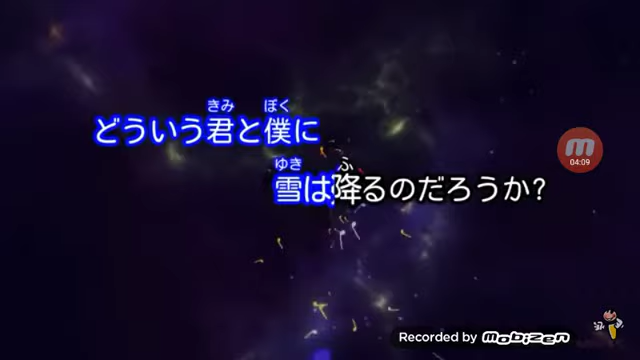 きみ ぼく
どういう君と僕に
ゆき ふ
雪は降るのだろうか?
04:09
Recorded by mobizen